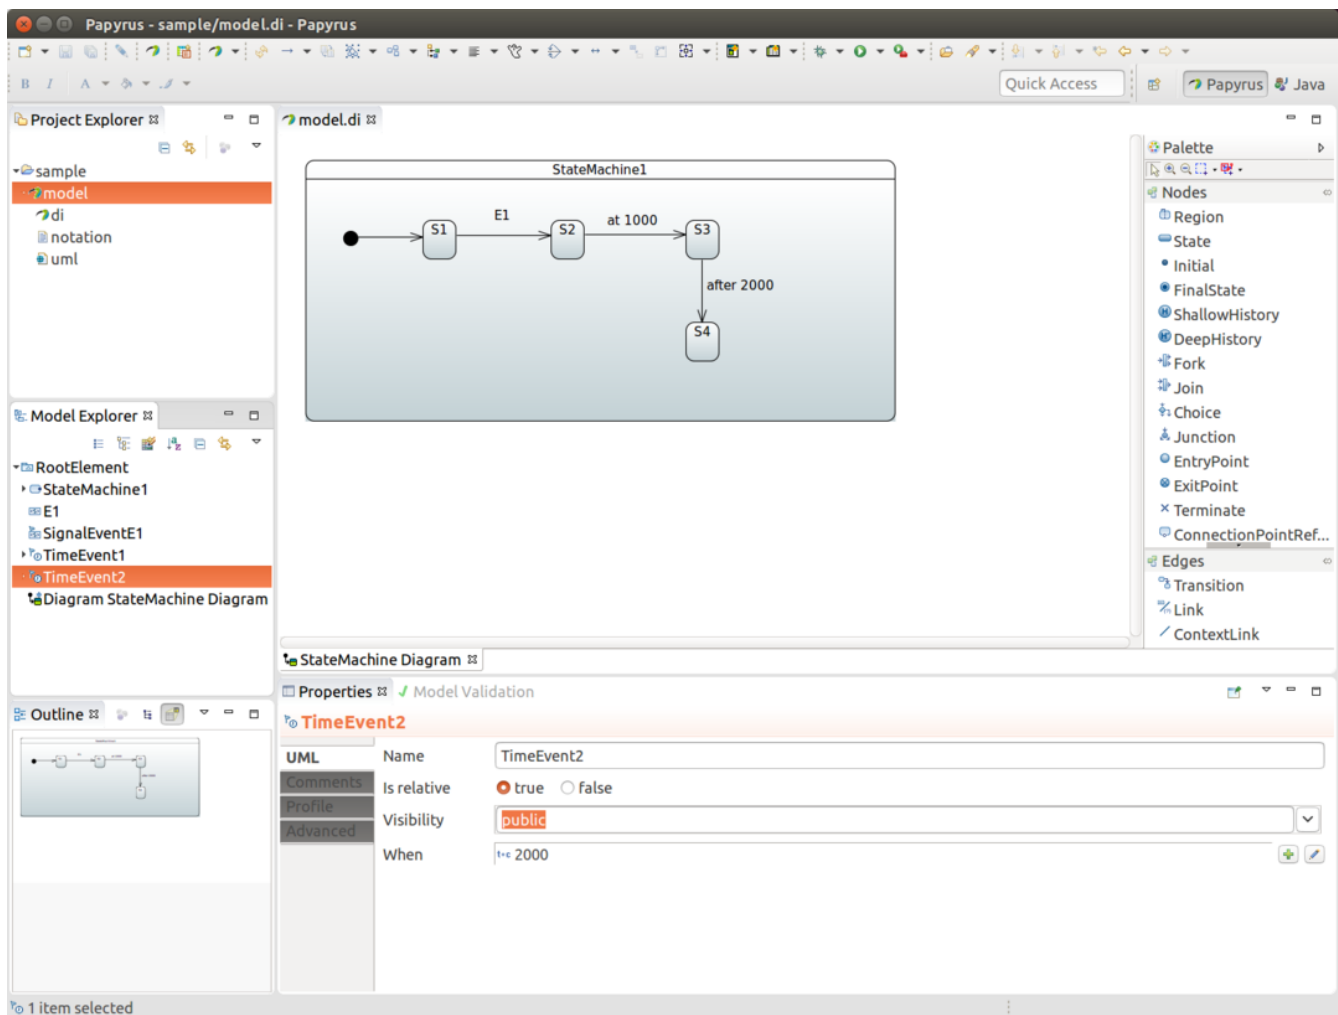 Papyrus - sample/model.di - Papyrus
B I A
Quick Access
Papyrus
Java
Project Explorer
sample
model
di
notation
uml
Model Explorer
RootElement
StateMachine1
E1
SignalEventE1
TimeEvent1
TimeEvent2
Diagram StateMachine Diagram
Outline
model.di
StateMachine1
S1
E1
S2
at 1000
S3
after 2000
S4
StateMachine Diagram
Palette
Nodes
Region
State
Initial
FinalState
ShallowHistory
DeepHistory
Fork
Join
Choice
Junction
EntryPoint
ExitPoint
Terminate
ConnectionPointRef...
Edges
Transition
Link
ContextLink
Properties
Model Validation
TimeEvent2
UML
Comments
Profile
Advanced
Name TimeEvent2
Is relative true false
Visibility public
When 2000
1 item selected